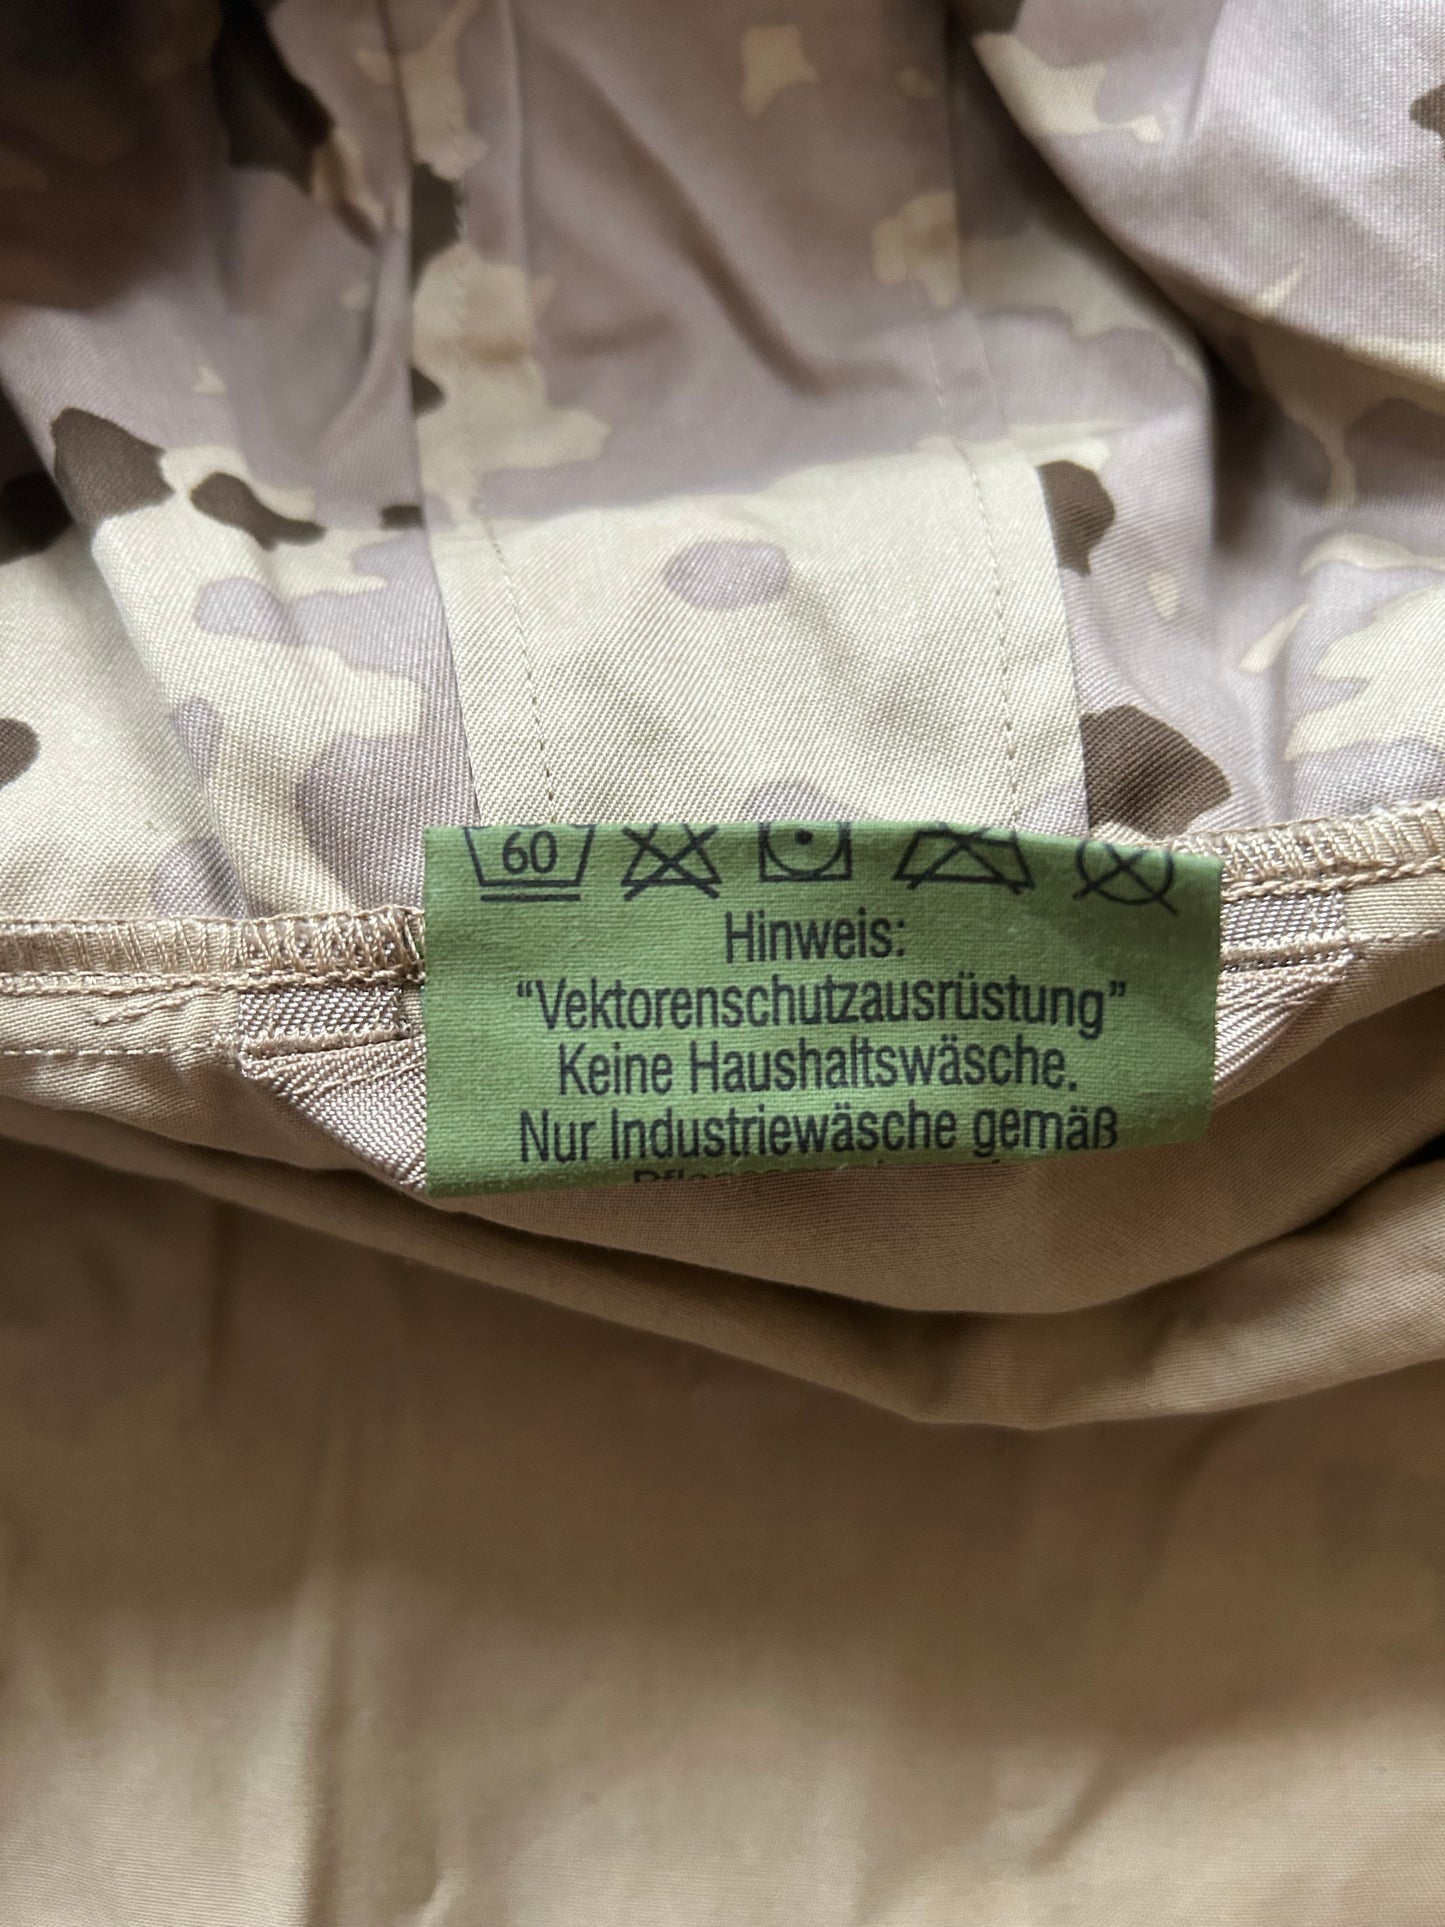 60
Hinweis:
“Vektorenschutzausrüstung”
Keine Haushaltswäsche.
Nur Industriewäsche gemäß